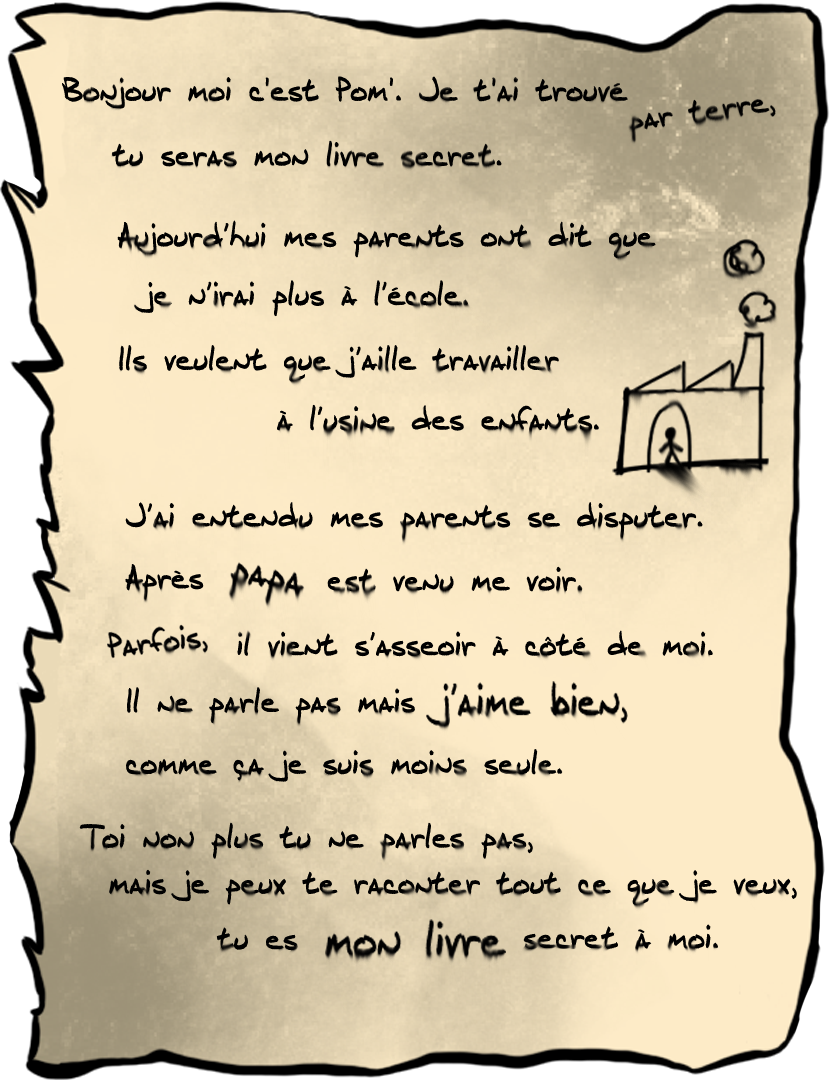 Bonjour moi c'est Pom'. Je t'ai trouvé par terre,
tu seras mon livre secret.
Aujourd'hui mes parents ont dit que
je n'irai plus à l'école.
Ils veulent que j'aille travailler
à l'usine des enfants.
J'ai entendu mes parents se disputer.
Après papa est venu me voir.
Parfois, il vient s'asseoir à côté de moi.
Il ne parle pas mais j'aime bien,
comme ça je suis moins seule.
Toi non plus tu ne parles pas,
mais je peux te raconter tout ce que je veux,
tu es mon livre secret à moi.